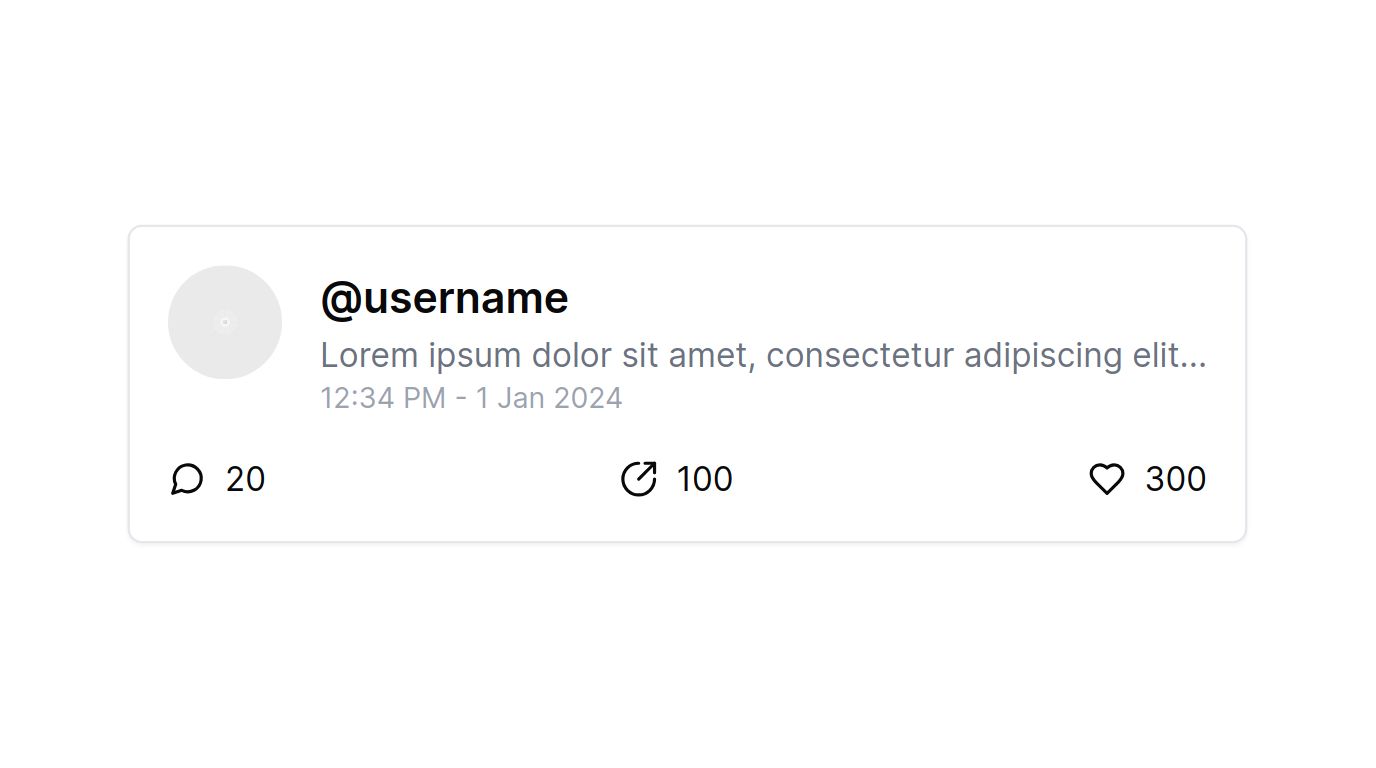 @username
Lorem ipsum dolor sit amet, consectetur adipiscing elit...
12:34 PM - 1 Jan 2024
20 100 300